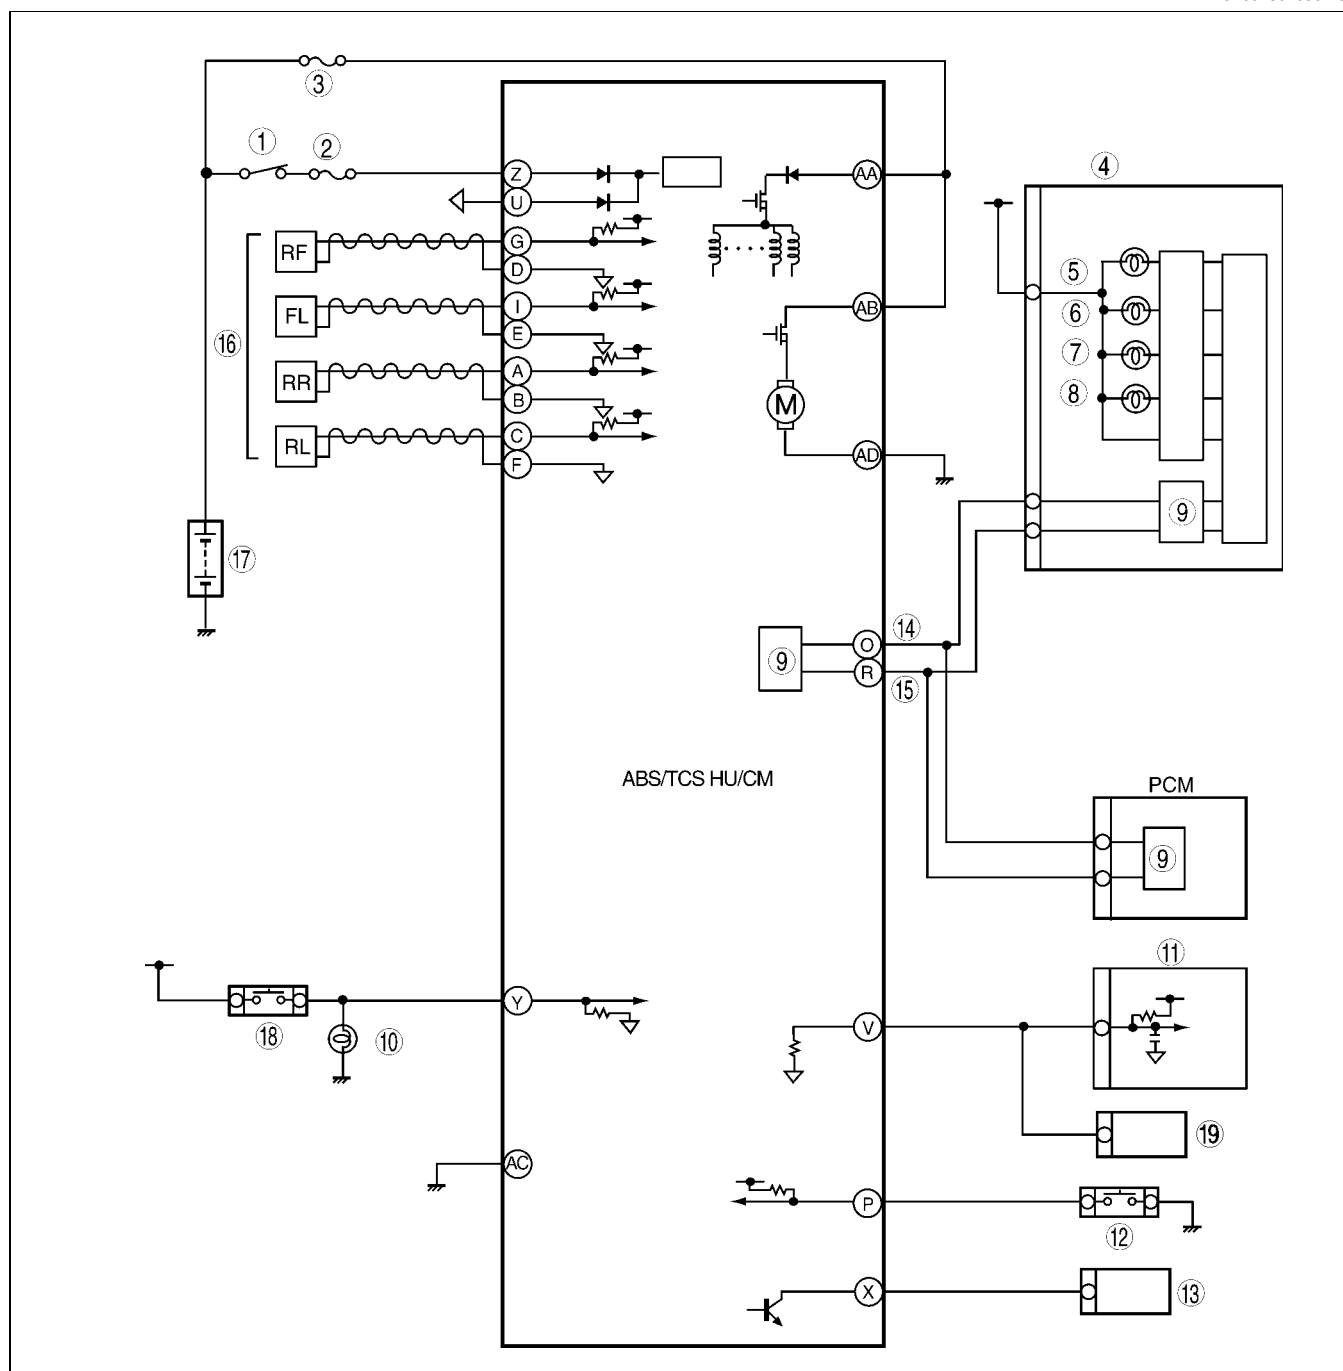 ③
① ②
④
Z
AA
U
G
RF
D
⑤
I
AB
FL
⑥
E
⑯
⑦
A
RR
B
M
⑧
C
RL
F
AD
⑨
⑰
⑭
O
⑨
R
⑮
ABS/TCS HU/CM
PCM
⑨
⑪
Y
V
⑱
⑩
⑲
AC
P
⑫
X
⑬